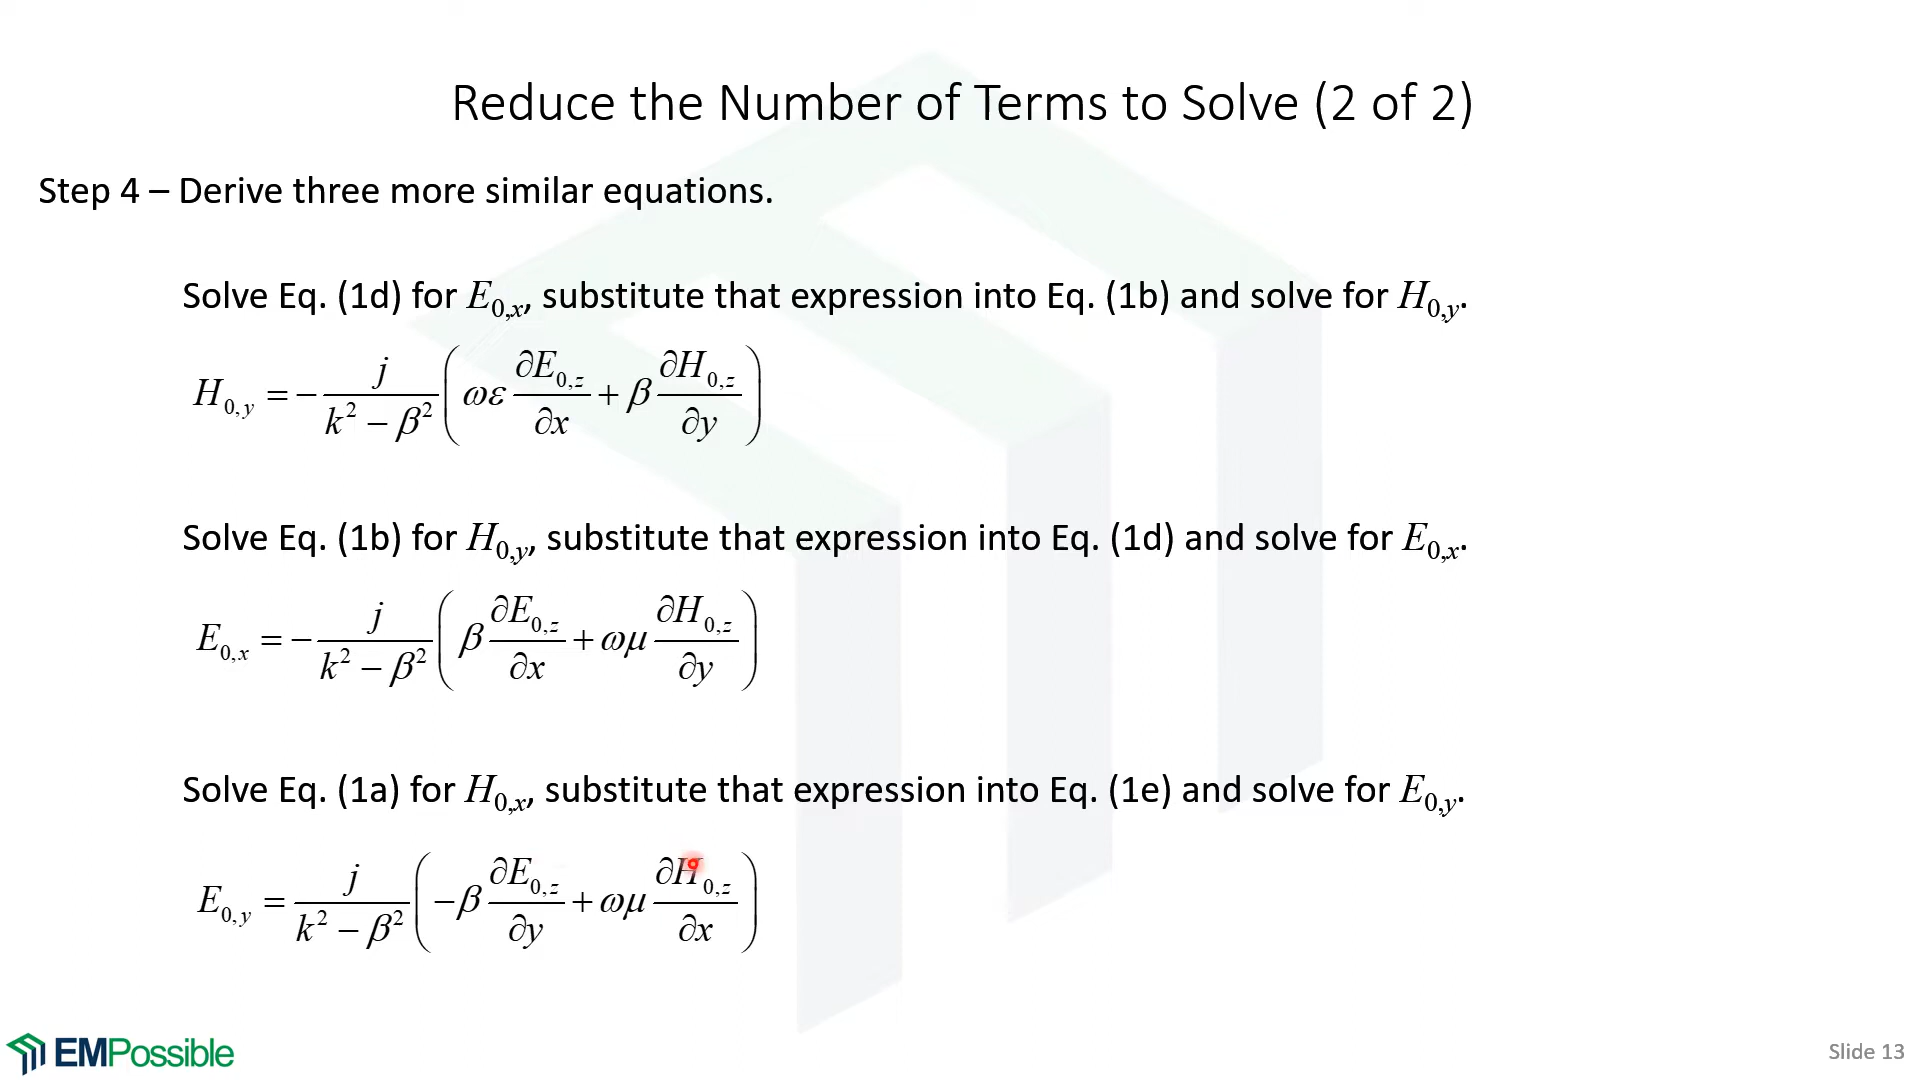 Reduce the Number of Terms to Solve (2 of 2)
Step 4 – Derive three more similar equations.
Solve Eq. (1d) for E₀,ₓ, substitute that expression into Eq. (1b) and solve for H₀,y.
H₀,y = − j/(k² − β²) ( ωε ∂E₀,z/∂x + β ∂H₀,z/∂y )
Solve Eq. (1b) for H₀,y, substitute that expression into Eq. (1d) and solve for E₀,ₓ.
E₀,ₓ = − j/(k² − β²) ( β ∂E₀,z/∂x + ωμ ∂H₀,z/∂y )
Solve Eq. (1a) for H₀,ₓ, substitute that expression into Eq. (1e) and solve for E₀,y.
E₀,y = j/(k² − β²) ( −β ∂E₀,z/∂y + ωμ ∂H₀,z/∂x )
EMPossible
Slide 13